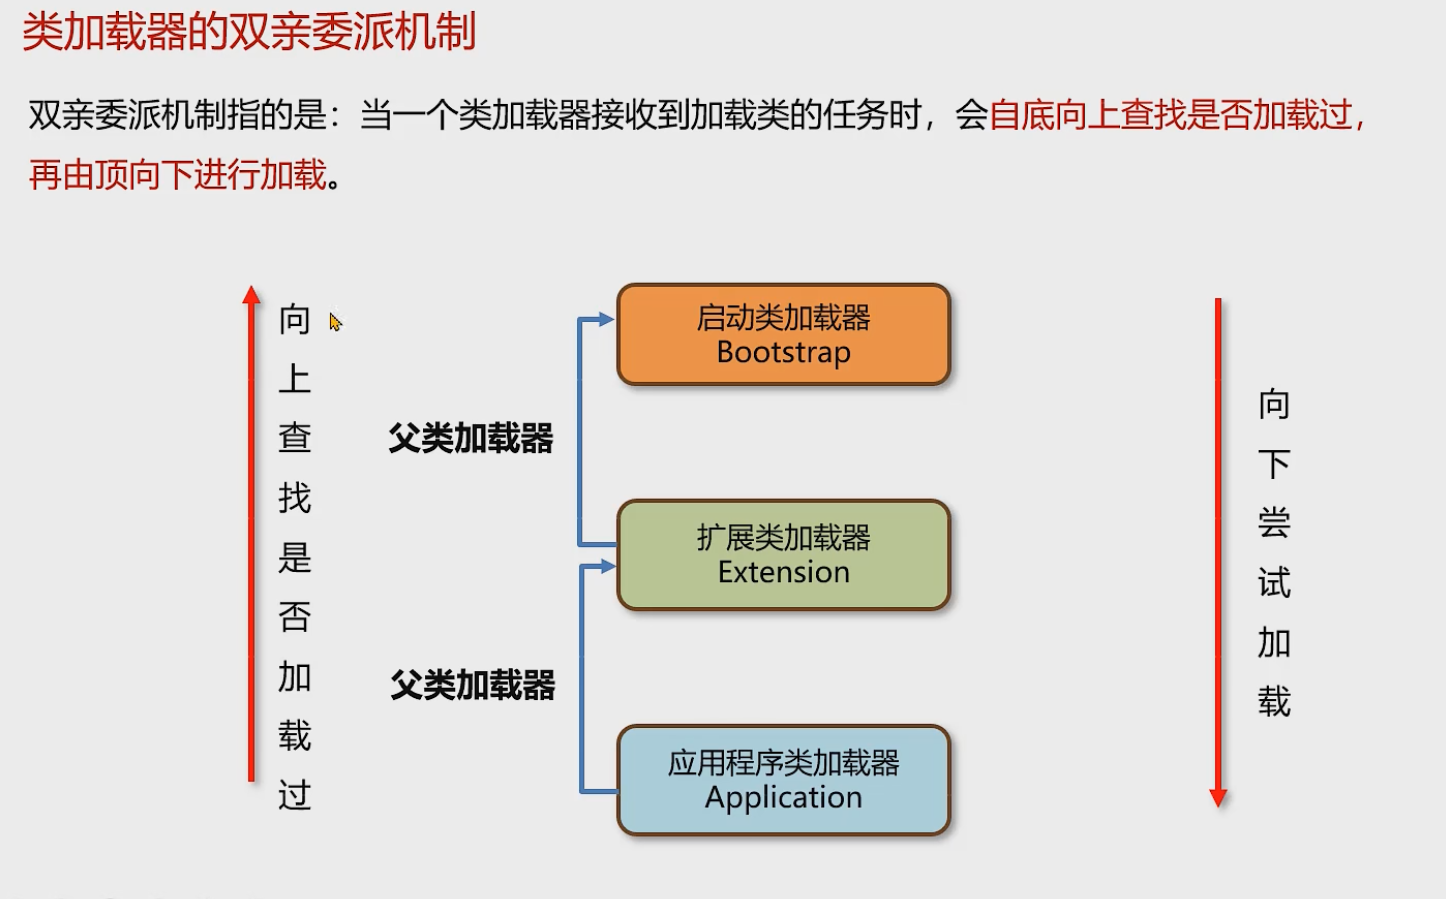 类加载器的双亲委派机制
双亲委派机制指的是：当一个类加载器接收到加载类的任务时，会自底向上查找是否加载过，
再由顶向下进行加载。
向上查找是否加载过
父类加载器
父类加载器
启动类加载器
Bootstrap
扩展类加载器
Extension
应用程序类加载器
Application
向下尝试加载